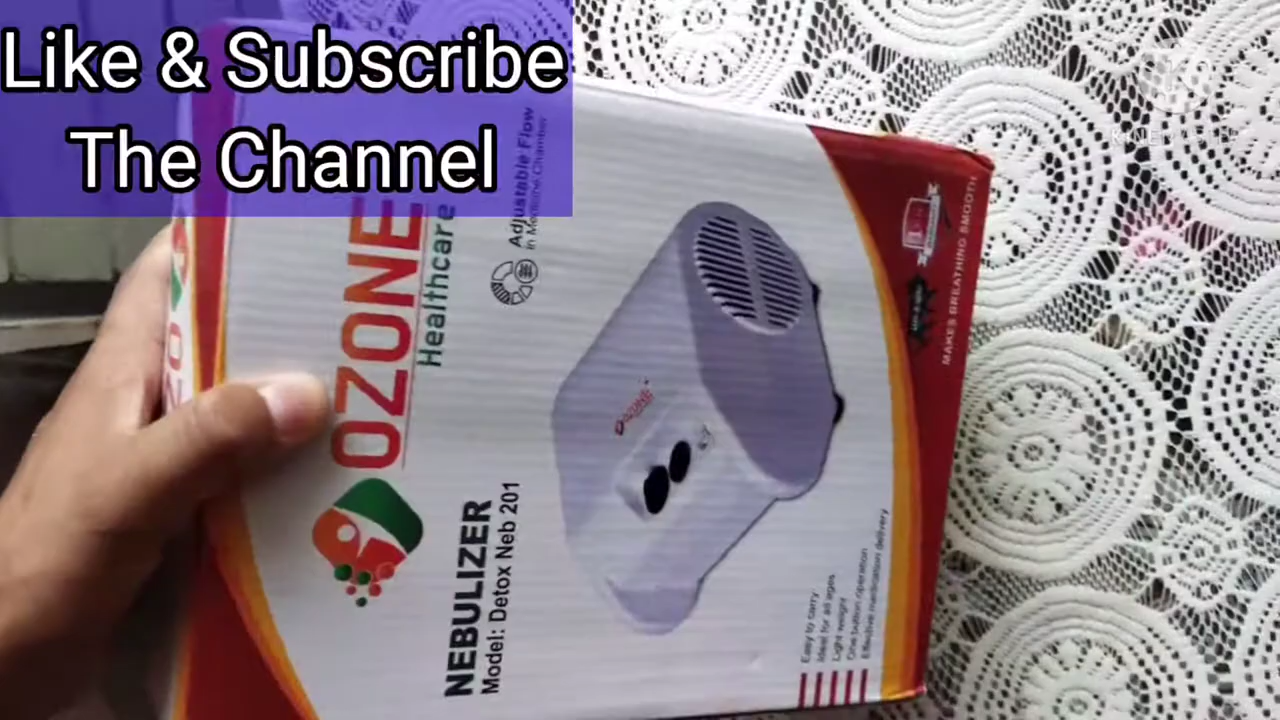 Like & Subscribe
The Channel
OZONE
Healthcare
Adjustable Flow
in Medicine Chamber
NEBULIZER
Model: Detox Neb 201
OZONE
Easy to carry
Ideal for all ages
Light weight
One button operation
Effective medication delivery
MAKES BREATHING SMOOTH